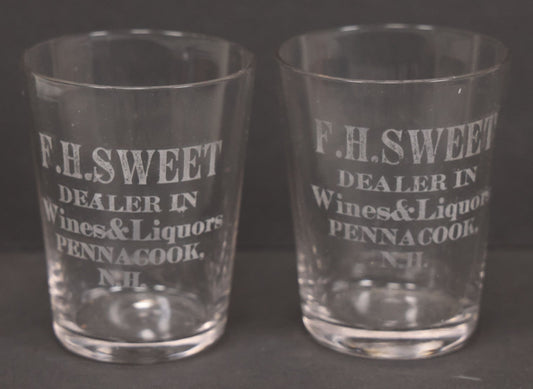 F.H.SWEET
DEALER IN
Wines&Liquors
PENNACOOK,
N.H.
F.H.SWEET
DEALER IN
Wines&Liquors
PENNACOOK,
N.H.